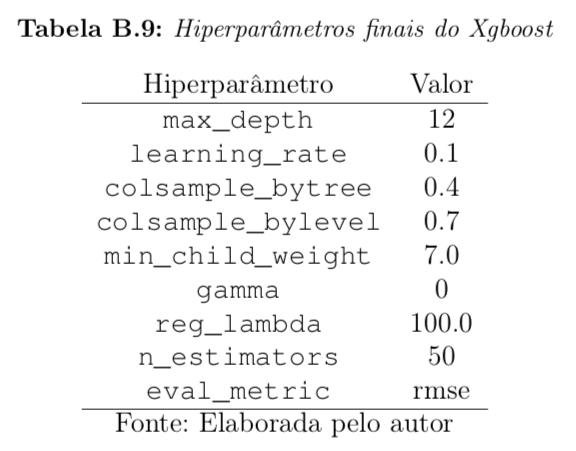 Tabela B.9: Hiperparâmetros finais do Xgboost
Hiperparâmetro Valor
max_depth 12
learning_rate 0.1
colsample_bytree 0.4
colsample_bylevel 0.7
min_child_weight 7.0
gamma 0
reg_lambda 100.0
n_estimators 50
eval_metric rmse
Fonte: Elaborada pelo autor